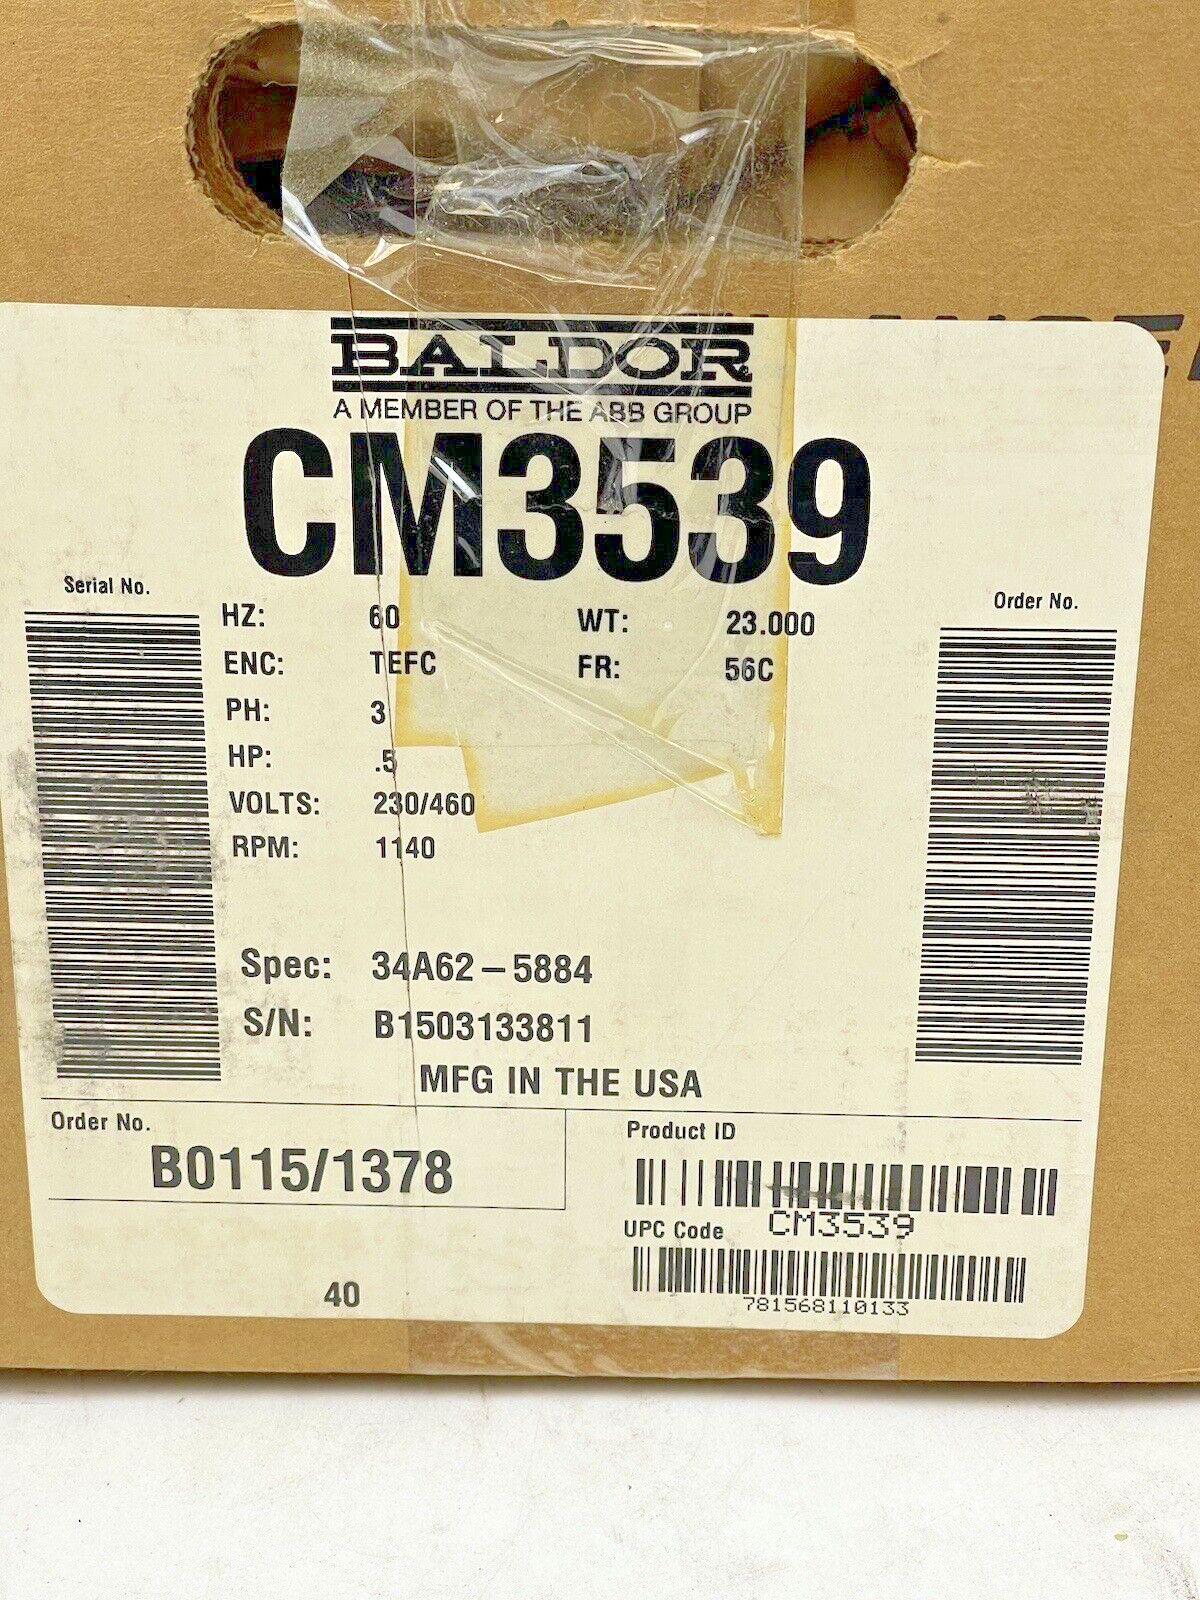 BALDOR
A MEMBER OF THE ABB GROUP
CM3539
Serial No.
Order No.
HZ: 60 WT: 23.000
ENC: TEFC FR: 56C
PH: 3
HP: .5
VOLTS: 230/460
RPM: 1140
Spec: 34A62-5884
S/N: B1503133811
MFG IN THE USA
Order No.
B0115/1378
Product ID
CM3539
UPC Code
781568110133
40